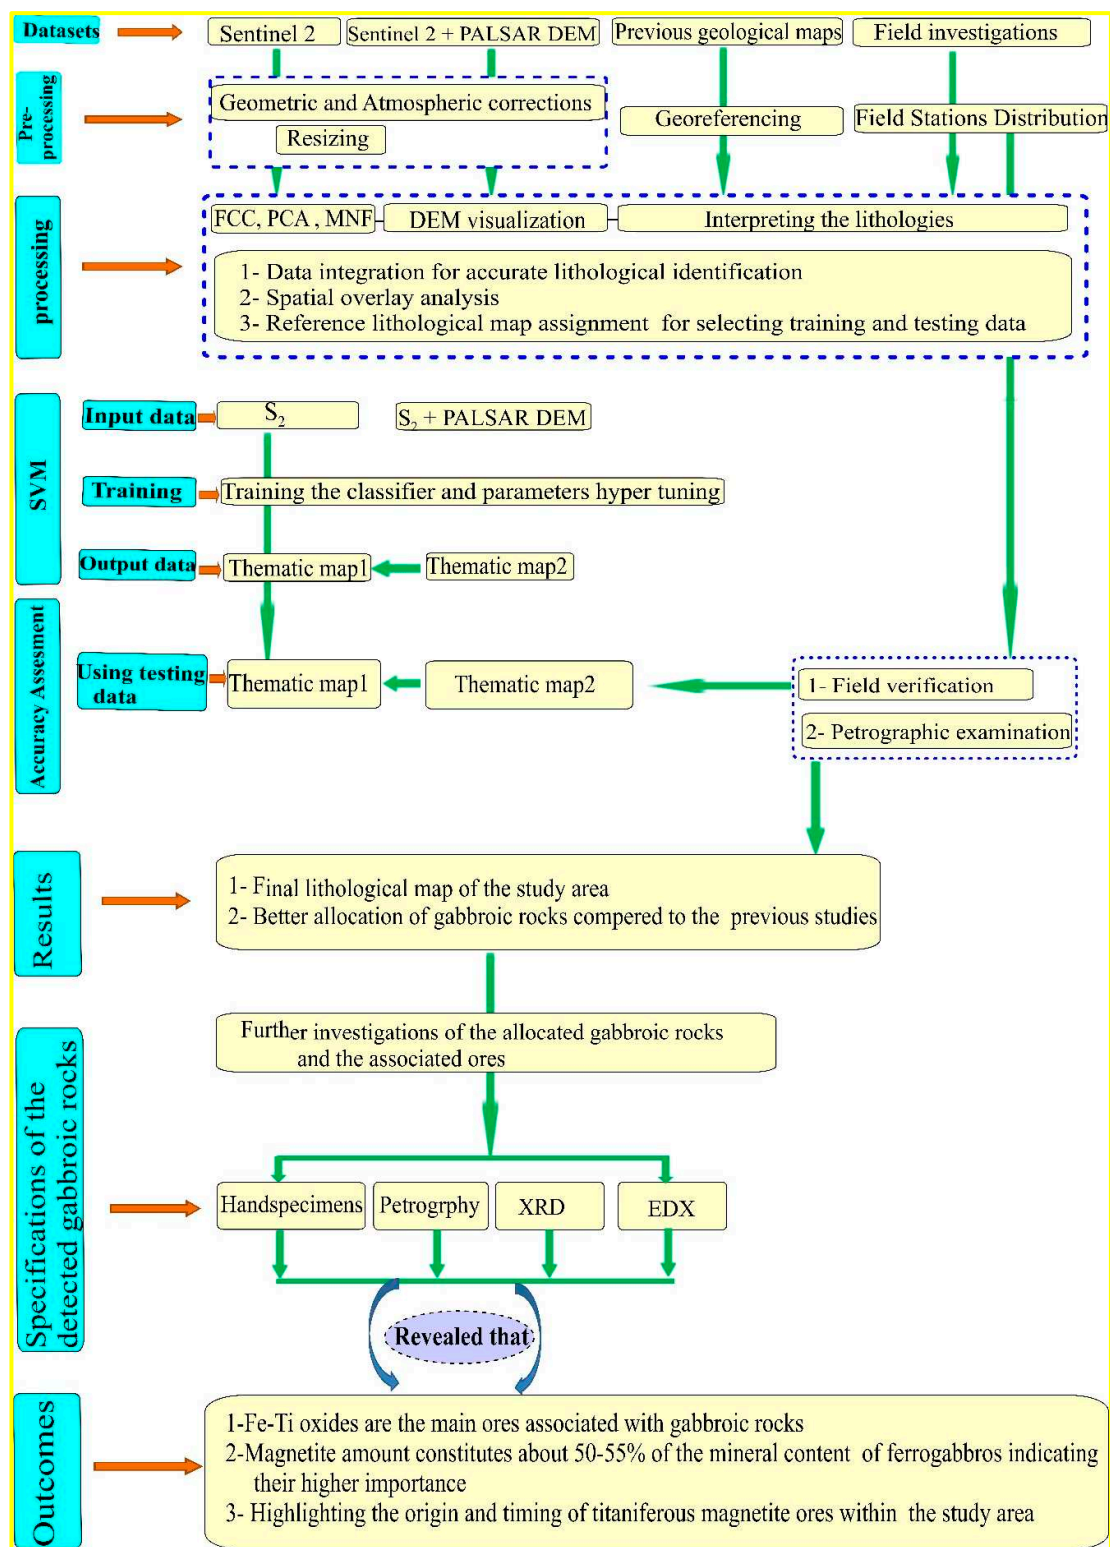 Datasets
Sentinel 2
Sentinel 2 + PALSAR DEM
Previous geological maps
Field investigations
Pre-
processing
Geometric and Atmospheric corrections
Resizing
Georeferencing
Field Stations Distribution
processing
FCC, PCA , MNF
DEM visualization
Interpreting the lithologies
1- Data integration for accurate lithological identification
2- Spatial overlay analysis
3- Reference lithological map assignment for selecting training and testing data
SVM
Input data
S2
S2 + PALSAR DEM
Training
Training the classifier and parameters hyper tuning
Output data
Thematic map1
Thematic map2
Accuracy Assesment
Using testing
data
Thematic map1
Thematic map2
1- Field verification
2- Petrographic examination
Results
1- Final lithological map of the study area
2- Better allocation of gabbroic rocks compered to the previous studies
Specifications of the
detected gabbroic rocks
Further investigations of the allocated gabbroic rocks
and the associated ores
Handspecimens
Petrogrphy
XRD
EDX
Revealed that
Outcomes
1-Fe-Ti oxides are the main ores associated with gabbroic rocks
2-Magnetite amount constitutes about 50-55% of the mineral content of ferrogabbros indicating
their higher importance
3- Highlighting the origin and timing of titaniferous magnetite ores within the study area